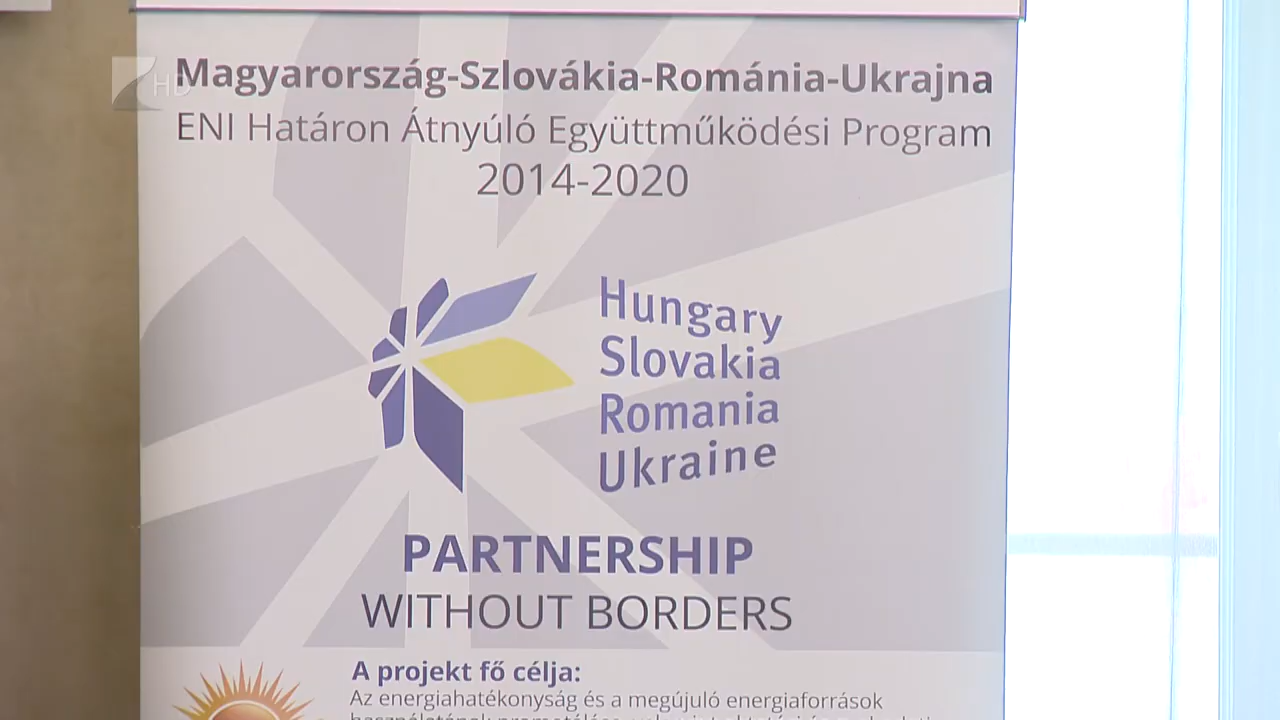 HD
Magyarország-Szlovákia-Románia-Ukrajna
ENI Határon Átnyúló Együttműködési Program
2014-2020
Hungary
Slovakia
Romania
Ukraine
PARTNERSHIP
WITHOUT BORDERS
A projekt fő célja:
Az energiahatékonyság és a megújuló energiaforrások